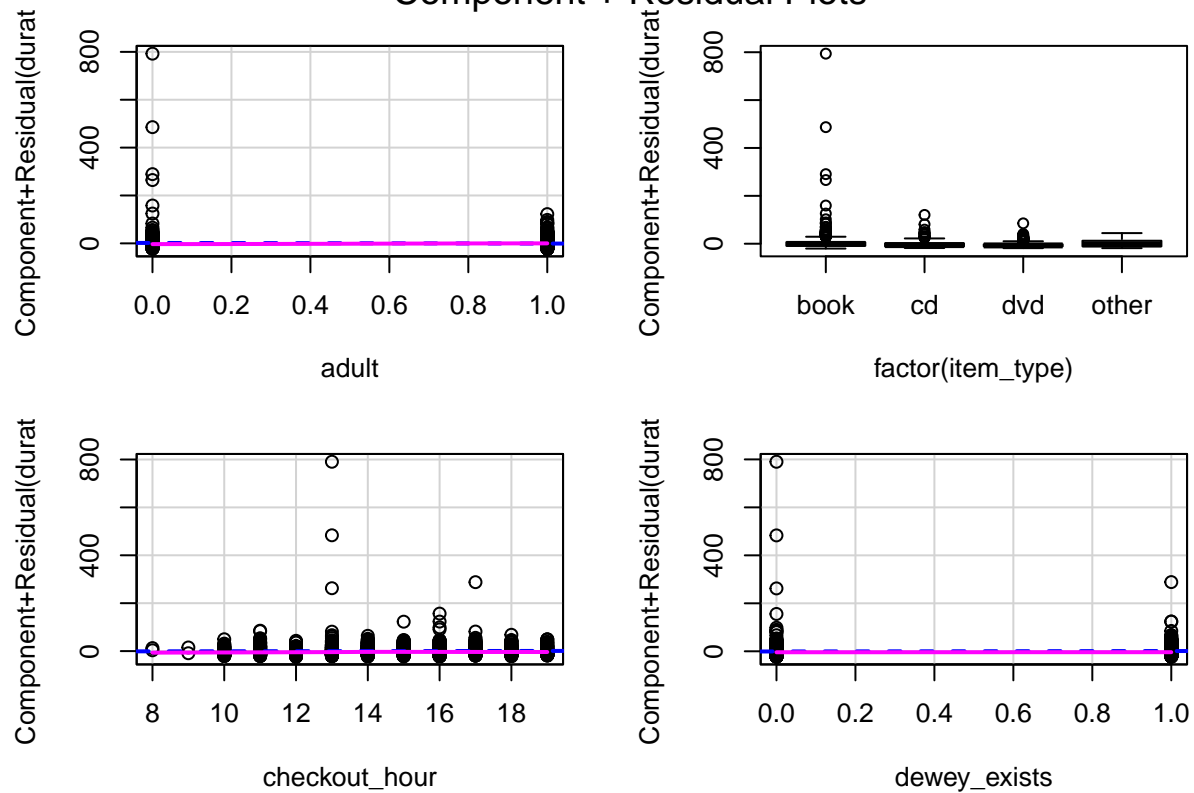 Component + Residual Plots
Component+Residual(durat
800
400
0
0.0 0.2 0.4 0.6 0.8 1.0
adult
Component+Residual(durat
800
400
0
book cd dvd other
factor(item_type)
Component+Residual(durat
800
400
0
8 10 12 14 16 18
checkout_hour
Component+Residual(durat
800
400
0
0.0 0.2 0.4 0.6 0.8 1.0
dewey_exists